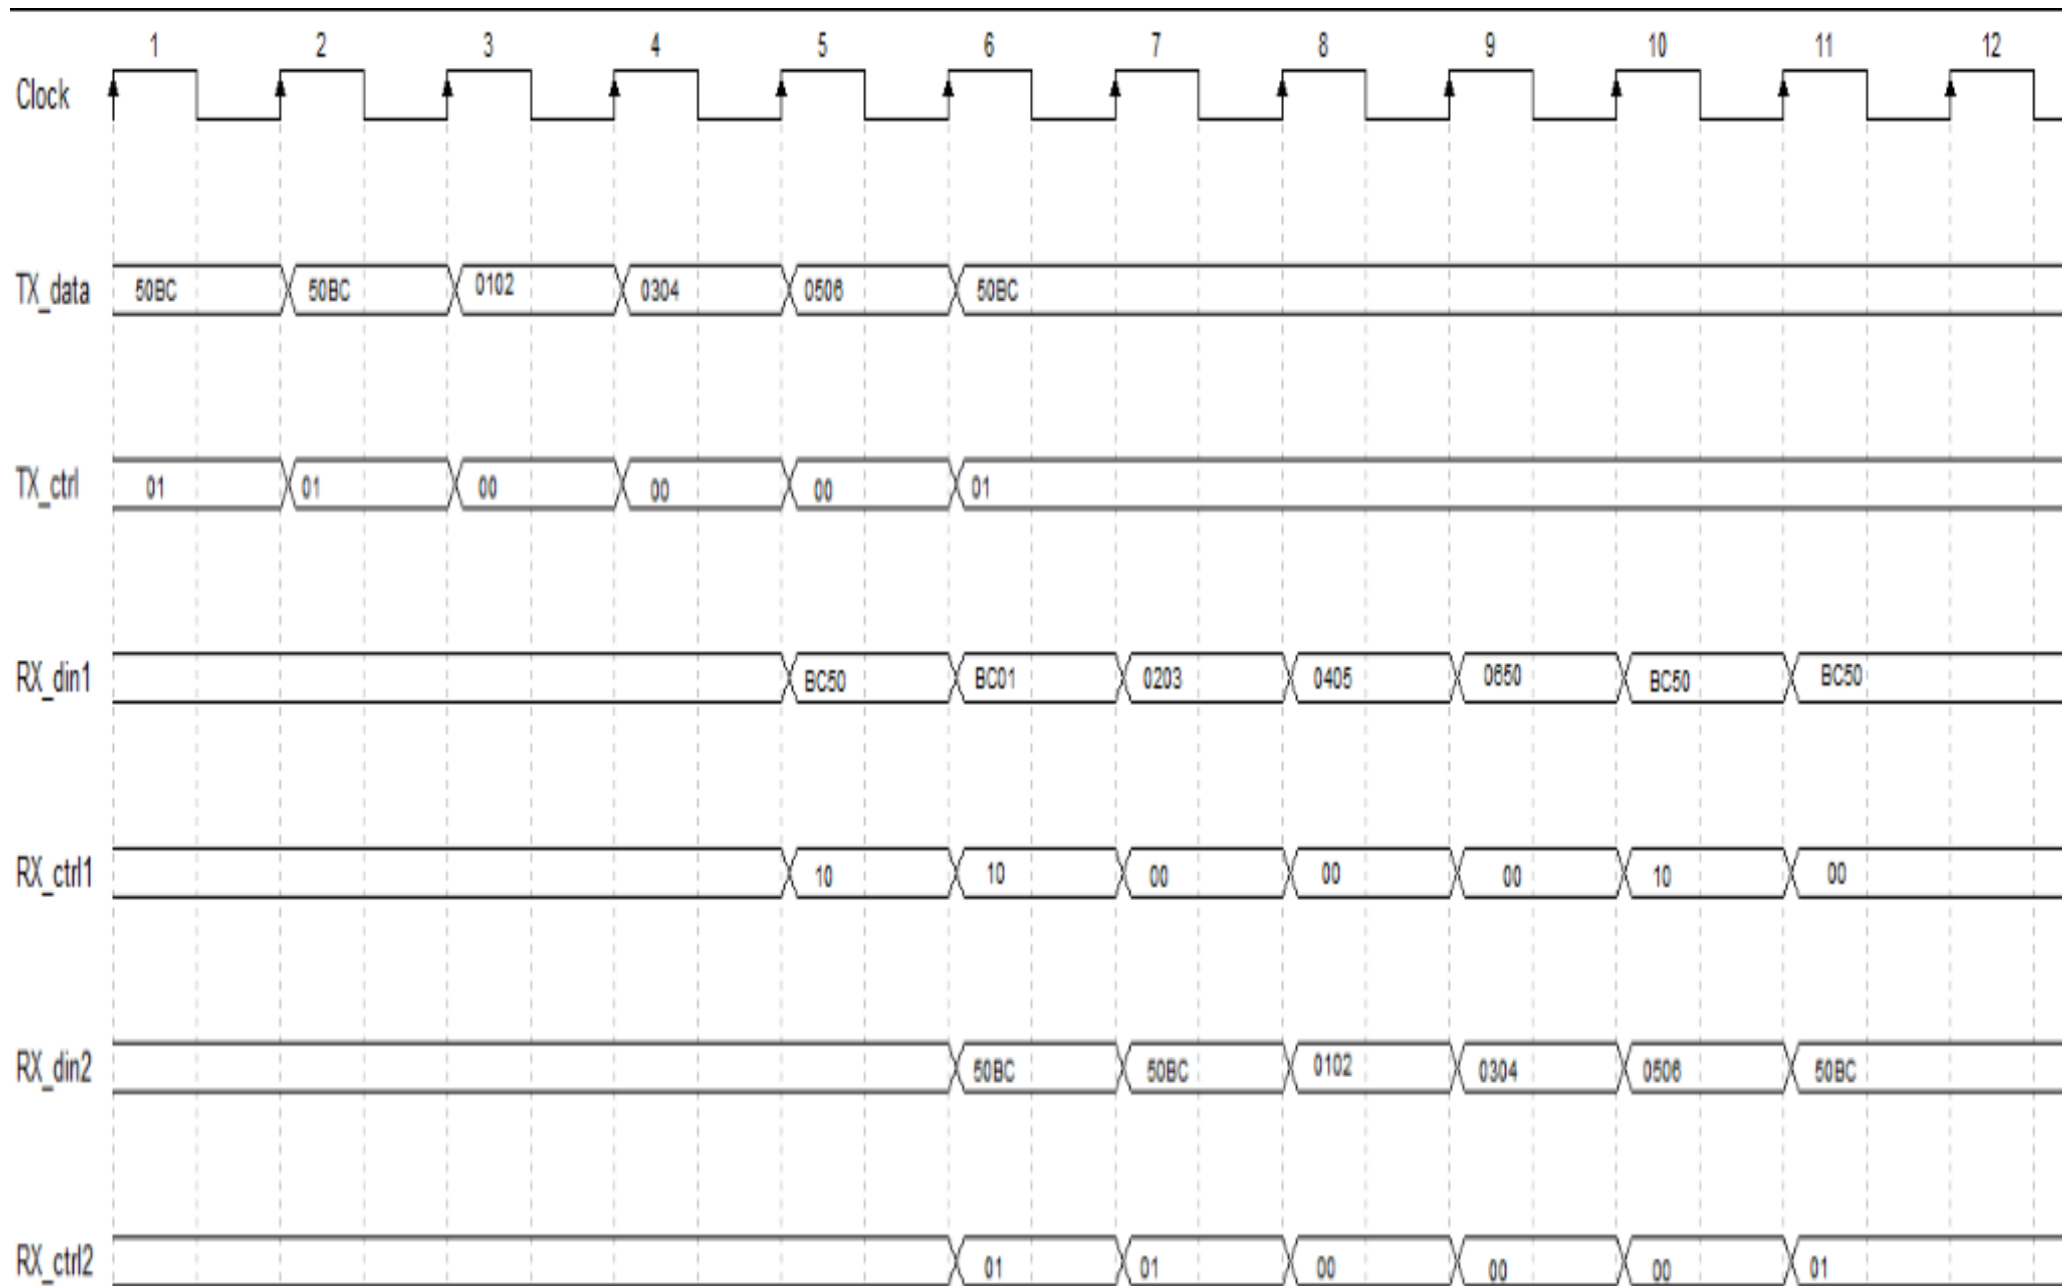 1 2 3 4 5 6 7 8 9 10 11 12
Clock
TX_data 50BC 50BC 0102 0304 0506 50BC
TX_ctrl 01 01 00 00 00 01
RX_din1 BC50 BC01 0203 0405 0650 BC50 BC50
RX_ctrl1 10 10 00 00 00 10 00
RX_din2 50BC 50BC 0102 0304 0506 50BC
RX_ctrl2 01 01 00 00 00 01